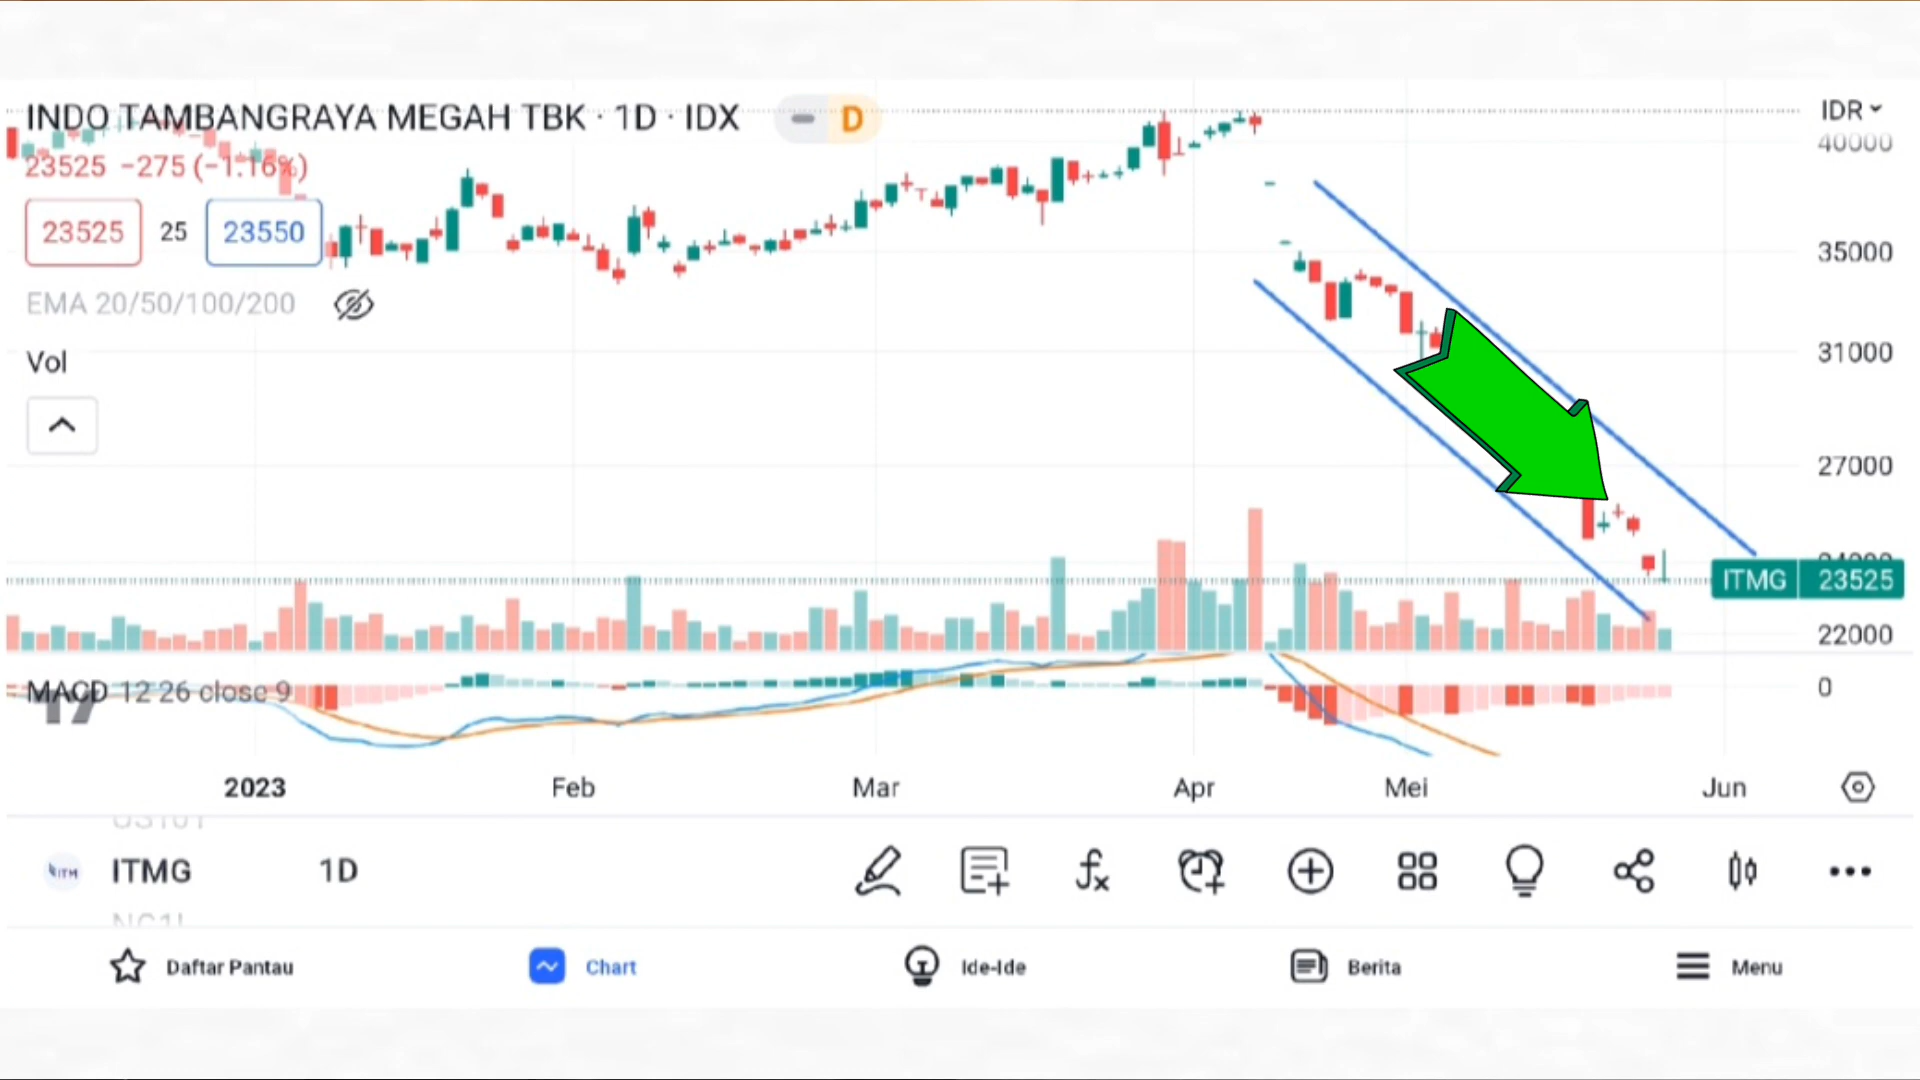 INDO TAMBANGRAYA MEGAH TBK · 1D · IDX
D
IDR
40000
23525 −275 (−1.16%)
23525 25 23550
35000
EMA 20/50/100/200
31000
Vol
27000
24000
ITMG 23525
22000
MACD 12 26 close 9
0
2023 Feb Mar Apr Mei Jun
ITM
ITMG 1D
Daftar Pantau
Chart
Ide-Ide
Berita
Menu